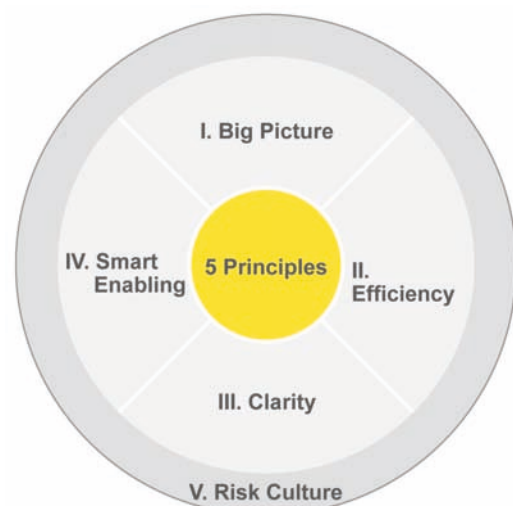 I. Big Picture
IV. Smart
Enabling
5 Principles
II.
Efficiency
III. Clarity
V. Risk Culture